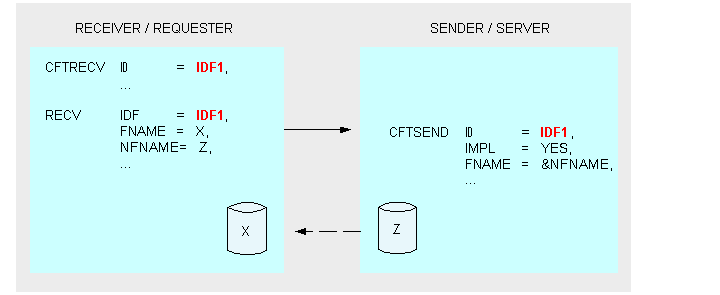 RECEIVER / REQUESTER
CFTRECV ID = IDF1,
...
RECV IDF = IDF1,
FNAME = X,
NFNAME= Z,
...
X
SENDER / SERVER
CFTSEND ID = IDF1,
IMPL = YES,
FNAME = &NFNAME,
...
Z